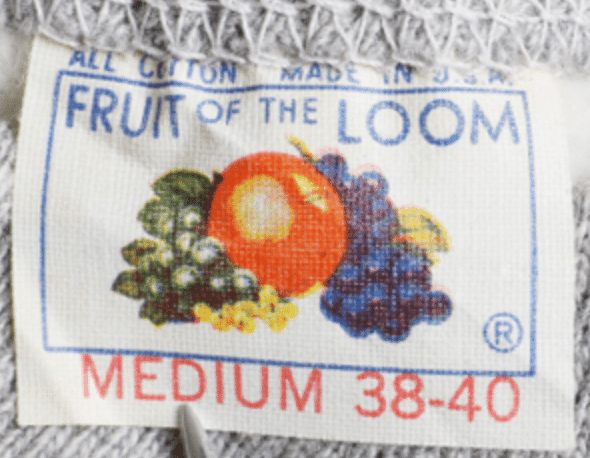 ALL COTTON MADE IN U.S.A.
FRUIT OF THE LOOM
®
MEDIUM 38-40